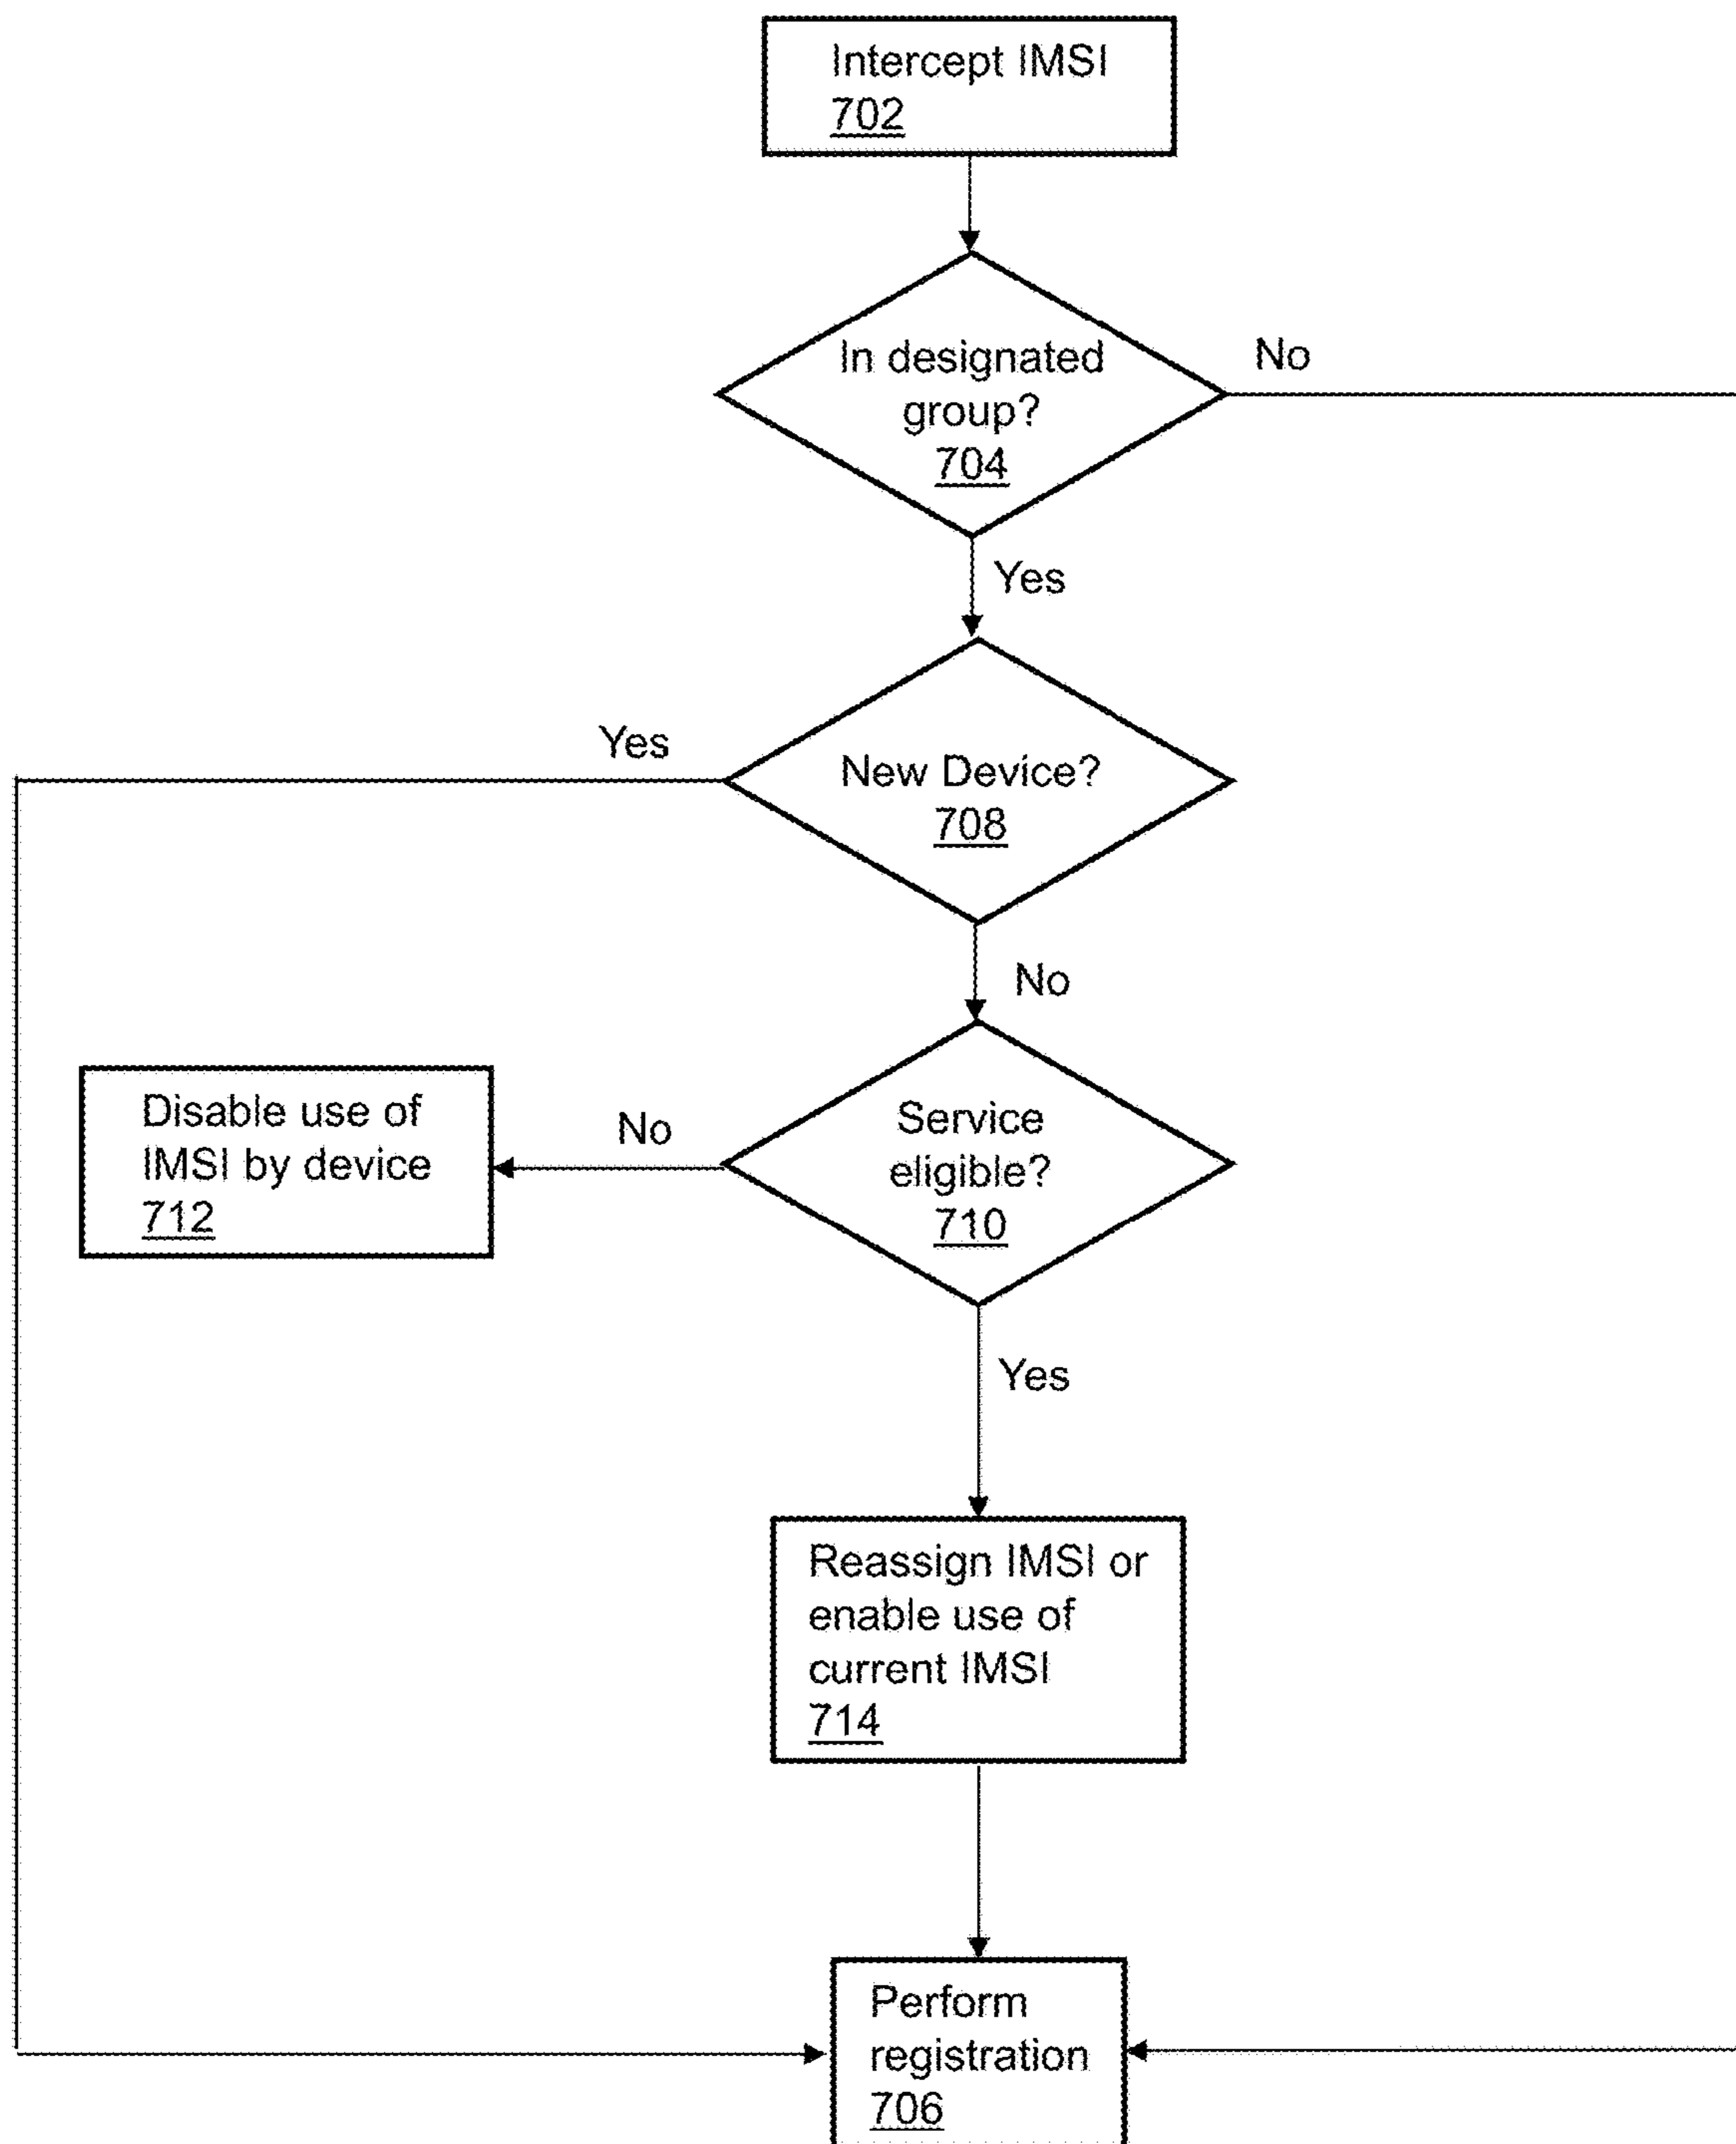 Intercept IMSI
702
In designated
group?
704
No
Yes
New Device?
708
Yes
No
Service
eligible?
710
No
Disable use of
IMSI by device
712
Yes
Reassign IMSI or
enable use of
current IMSI
714
Perform
registration
706